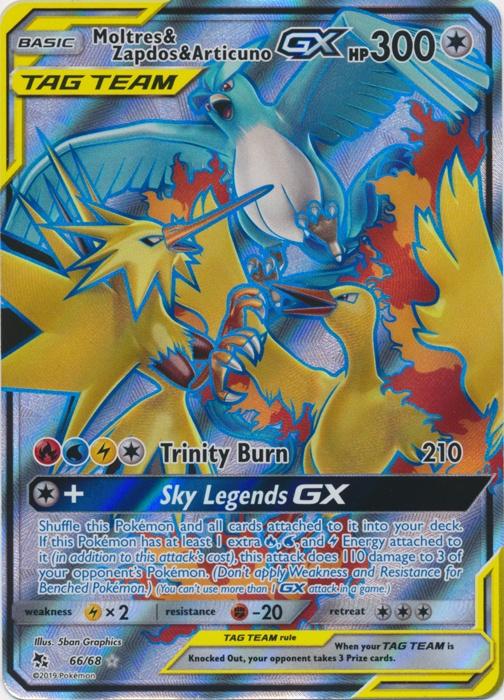 BASIC
Moltres&
Zapdos&Articuno GX HP300
TAG TEAM
Trinity Burn 210
+ Sky Legends GX
Shuffle this Pokémon and all cards attached to it into your deck.
If this Pokémon has at least 1 extra , and Energy attached to
it (in addition to this attack's cost), this attack does 110 damage to 3 of
your opponent's Pokémon. (Don't apply Weakness and Resistance for
Benched Pokémon.) (You can't use more than 1 GX attack in a game.)
weakness ×2 resistance -20 retreat
Illus. 5ban Graphics
66/68
©2019 Pokémon
TAG TEAM rule
When your TAG TEAM is
Knocked Out, your opponent takes 3 Prize cards.